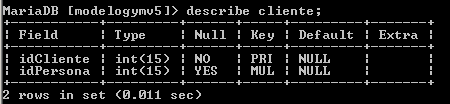 MariaDB [modelogymv5]> describe cliente;
+-----------+---------+------+-----+---------+-------+
| Field     | Type    | Null | Key | Default | Extra |
+-----------+---------+------+-----+---------+-------+
| idCliente | int(15) | NO   | PRI | NULL    |       |
| idPersona | int(15) | YES  | MUL | NULL    |       |
+-----------+---------+------+-----+---------+-------+
2 rows in set (0.011 sec)